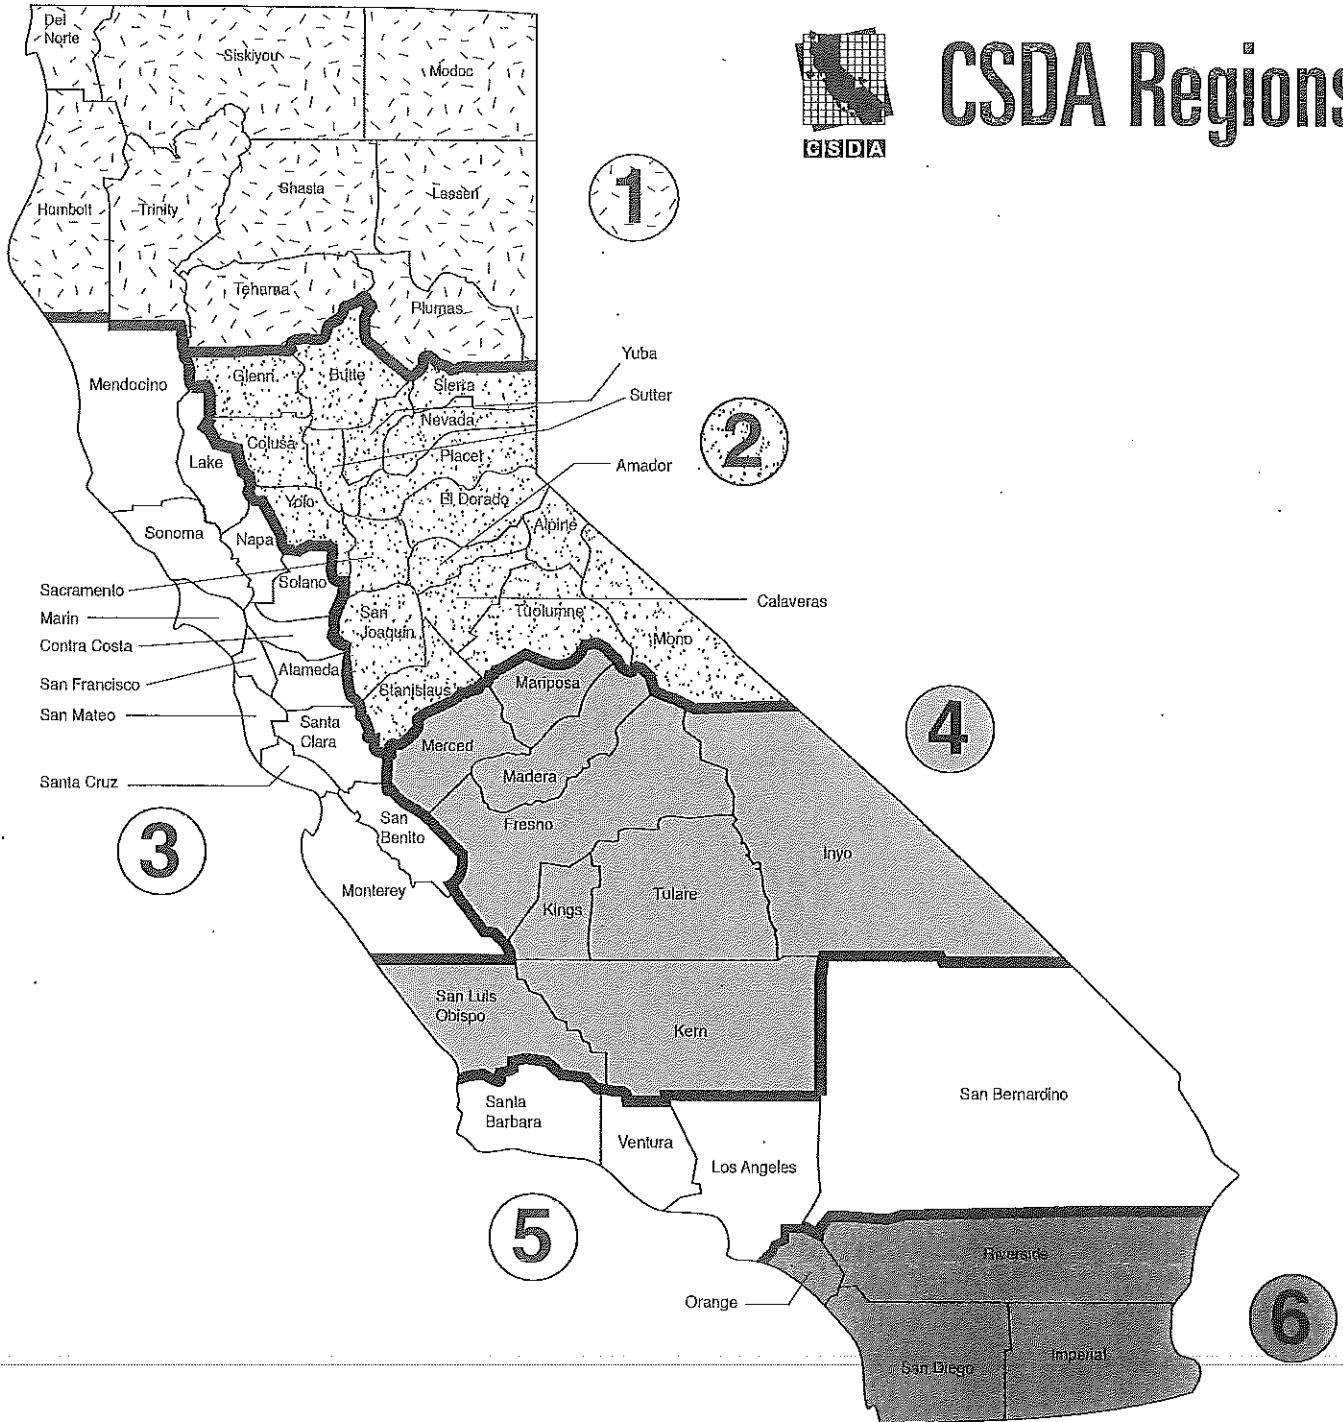 CSDA Regions
CSDA
Del
Norte
Siskiyou
Modoc
Humbolt
Trinity
Shasta
Lassen
1
Tehama
Plumas
Mendocino
Glenn
Butte
Sierra
Yuba
Sutter
Nevada
2
Colusa
Placer
Lake
Amador
Yolo
El Dorado
Sonoma
Napa
Alpine
Solano
Sacramento
Marin
Contra Costa
San
Joaquin
Tuolumne
Calaveras
Mono
San Francisco
Alameda
Stanislaus
Mariposa
San Mateo
Santa
Clara
Merced
4
Santa Cruz
Madera
San
Benito
Fresno
3
Inyo
Monterey
Kings
Tulare
San Luis
Obispo
Kern
Santa
Barbara
San Bernardino
Ventura
Los Angeles
5
Riverside
Orange
6
San Diego
Imperial